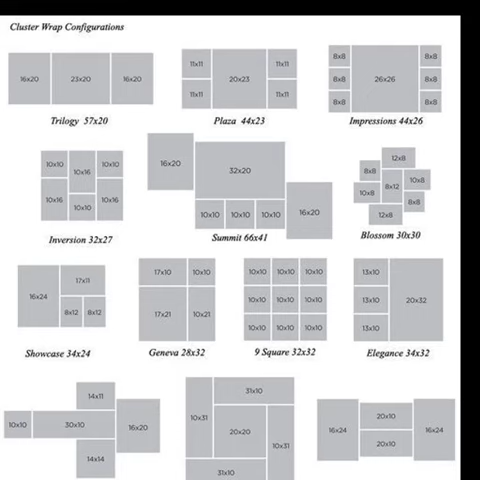 Cluster Wrap Configurations
16x20 23x20 16x20
11x11 11x11 20x23 11x11 11x11
8x8 8x8 8x8 26x26 8x8 8x8 8x8
Trilogy 57x20
Plaza 44x23
Impressions 44x26
10x10 10x16 10x10
10x16 10x10 10x16
16x20 32x20
10x10 10x10 10x10 16x20
12x8
8x8 10x8
10x8 8x12 8x8
12x8
Inversion 32x27
Summit 66x41
Blossom 30x30
16x24 17x11
8x12 8x12
17x10 10x10
17x21 10x21
10x10 10x10 10x10
10x10 10x10 10x10
10x10 10x10 10x10
13x10
13x10 20x32
13x10
Showcase 34x24
Geneva 28x32
9 Square 32x32
Elegance 34x32
14x11
10x10 30x10 16x20
14x14
31x10
10x31 20x20 10x31
31x10
16x24 20x10 16x24
20x10